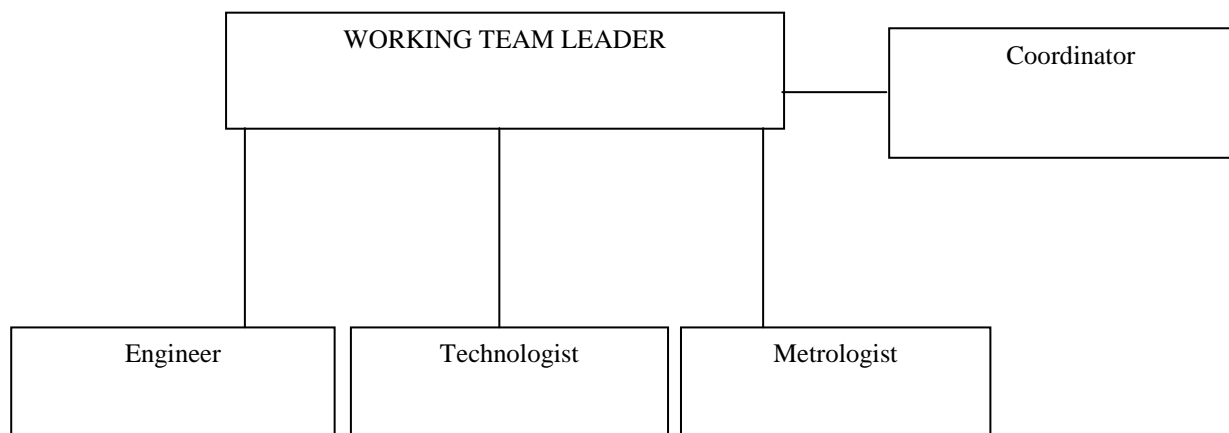 WORKING TEAM LEADER
Coordinator
Engineer
Technologist
Metrologist